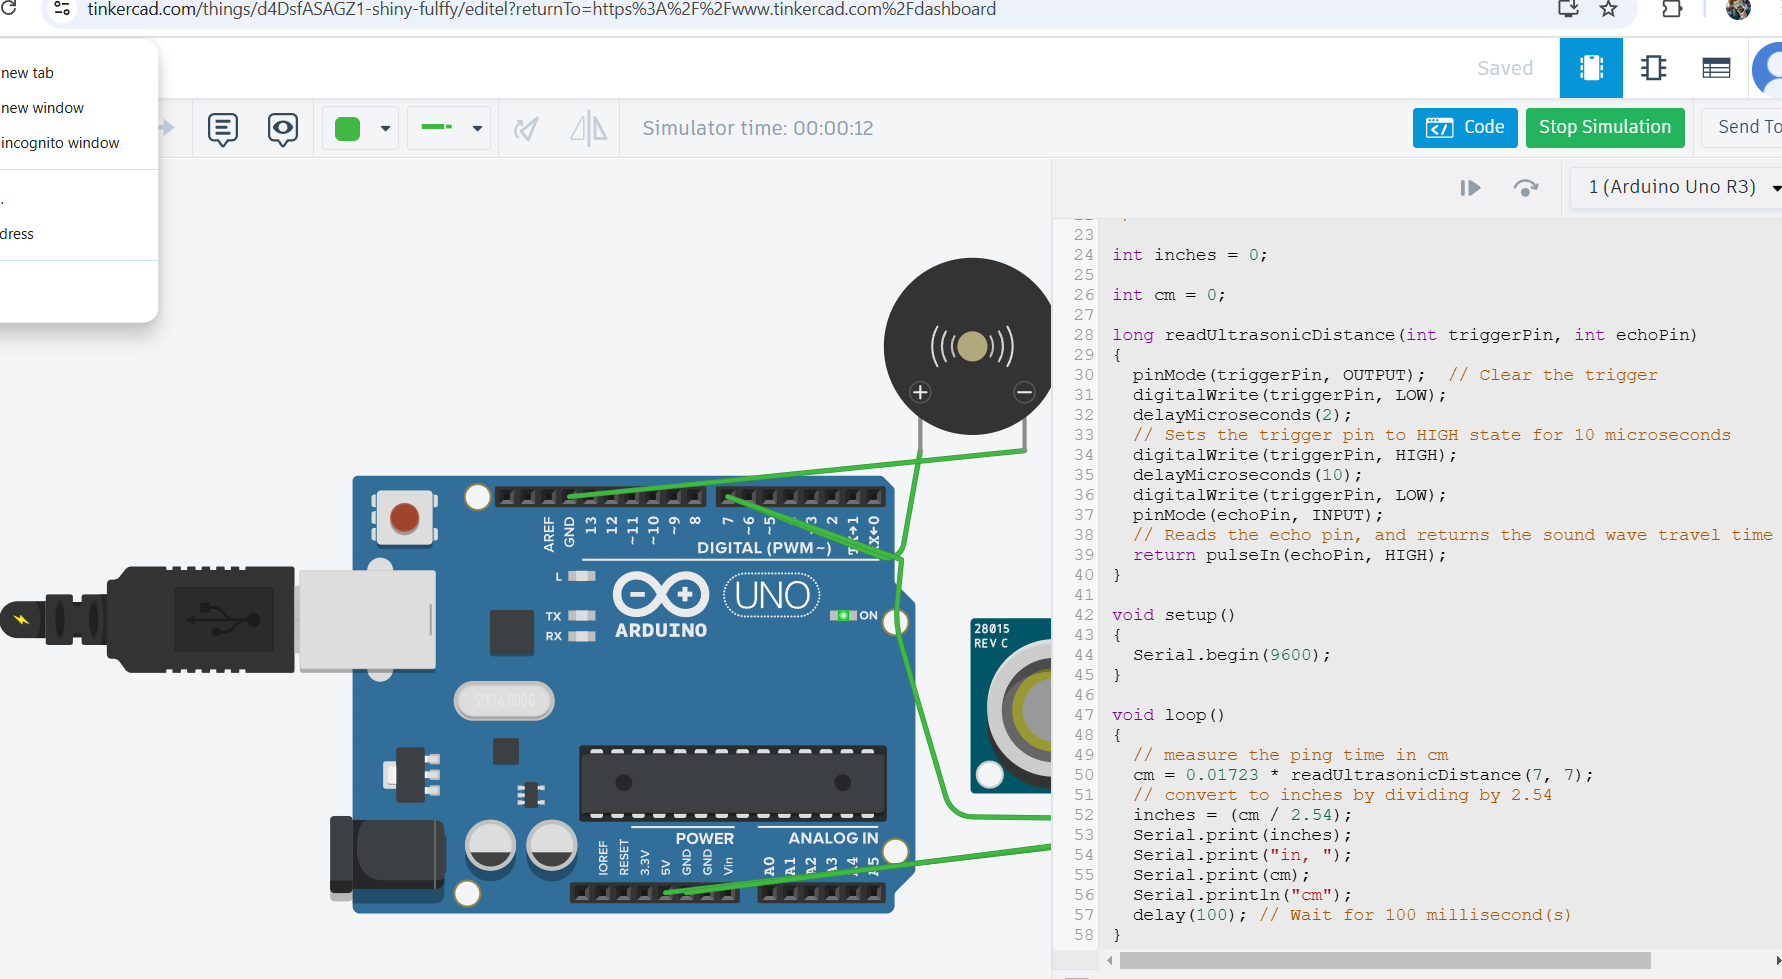 tinkercad.com/things/d4DsfASAGZ1-shiny-fulffy/editel?returnTo=https%3A%2F%2Fwww.tinkercad.com%2Fdashboard
new tab
new window
incognito window
.
dress
Saved
Simulator time: 00:00:12
Code
Stop Simulation
Send To
1 (Arduino Uno R3)
23
24 int inches = 0;
25
26 int cm = 0;
27
28 long readUltrasonicDistance(int triggerPin, int echoPin)
29 {
30 pinMode(triggerPin, OUTPUT);  // Clear the trigger
31 digitalWrite(triggerPin, LOW);
32 delayMicroseconds(2);
33 // Sets the trigger pin to HIGH state for 10 microseconds
34 digitalWrite(triggerPin, HIGH);
35 delayMicroseconds(10);
36 digitalWrite(triggerPin, LOW);
37 pinMode(echoPin, INPUT);
38 // Reads the echo pin, and returns the sound wave travel time
39 return pulseIn(echoPin, HIGH);
40 }
41
42 void setup()
43 {
44 Serial.begin(9600);
45 }
46
47 void loop()
48 {
49 // measure the ping time in cm
50 cm = 0.01723 * readUltrasonicDistance(7, 7);
51 // convert to inches by dividing by 2.54
52 inches = (cm / 2.54);
53 Serial.print(inches);
54 Serial.print("in, ");
55 Serial.print(cm);
56 Serial.println("cm");
57 delay(100); // Wait for 100 millisecond(s)
58 }
AREF
GND
13
12
~11
~10
~9
8
7
~6
~5
2
DIGITAL (PWM~)
L
TX
RX
ARDUINO
UNO
ON
28015
REV C
SPK16.000G
POWER
ANALOG IN
IOREF
RESET
3.3V
5V
GND
GND
Vin
A0
A1
A2
A3